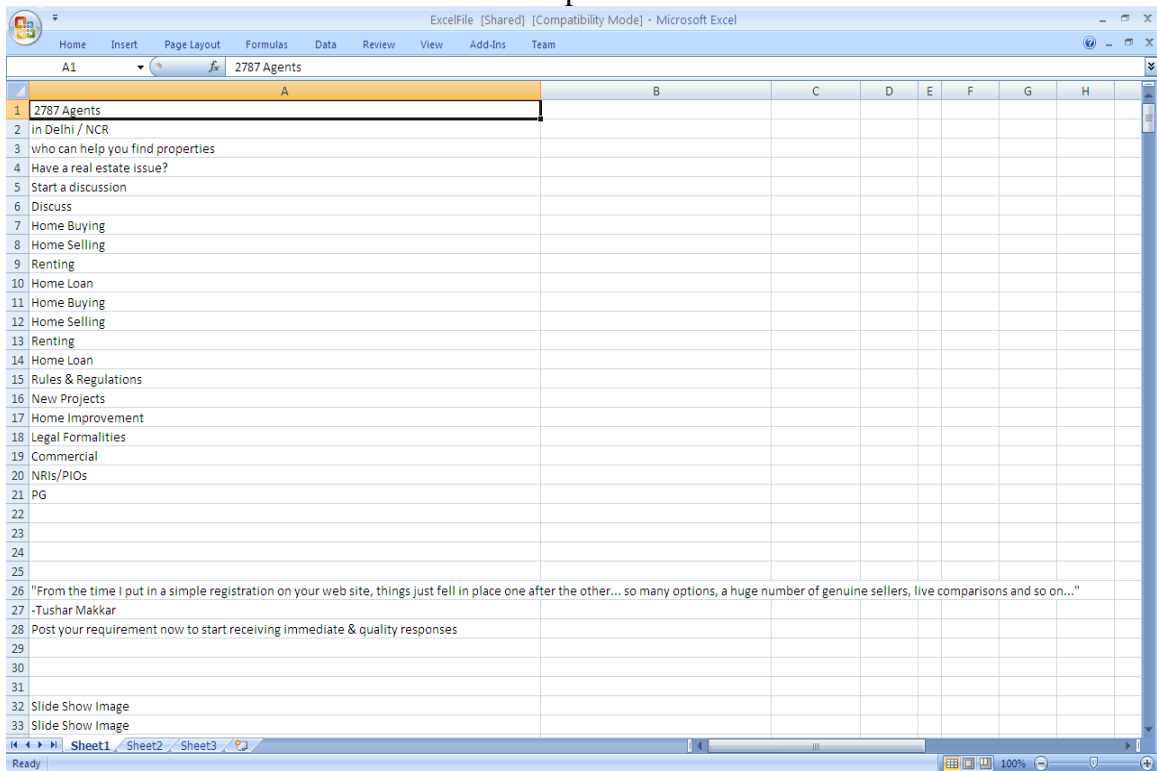 ExcelFile [Shared] [Compatibility Mode] - Microsoft Excel
Home Insert Page Layout Formulas Data Review View Add-Ins Team
A1 fx 2787 Agents
A B C D E F G H
1 2787 Agents
2 in Delhi / NCR
3 who can help you find properties
4 Have a real estate issue?
5 Start a discussion
6 Discuss
7 Home Buying
8 Home Selling
9 Renting
10 Home Loan
11 Home Buying
12 Home Selling
13 Renting
14 Home Loan
15 Rules & Regulations
16 New Projects
17 Home Improvement
18 Legal Formalities
19 Commercial
20 NRIs/PIOs
21 PG
22
23
24
25
26 "From the time I put in a simple registration on your web site, things just fell in place one after the other... so many options, a huge number of genuine sellers, live comparisons and so on..."
27 -Tushar Makkar
28 Post your requirement now to start receiving immediate & quality responses
29
30
31
32 Slide Show Image
33 Slide Show Image
Sheet1 Sheet2 Sheet3
Ready 100%